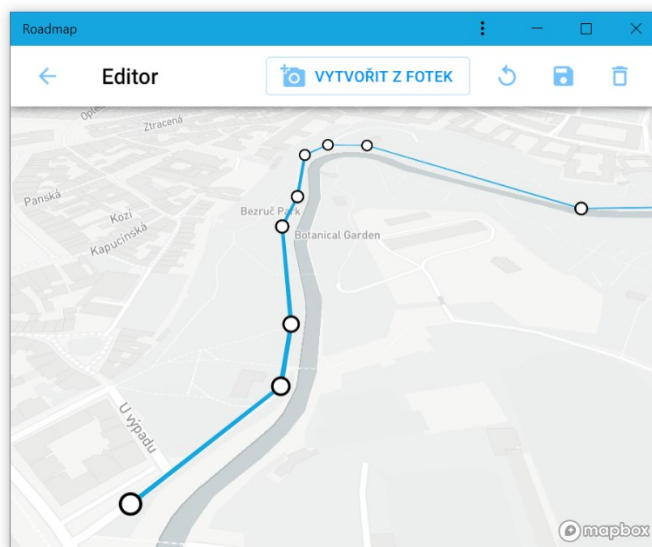 Roadmap
Editor
VYTVOŘIT Z FOTEK
Ztracená
Panská
Kozí
Kapucínská
Bezruč Park
Botanical Garden
U výpadu
mapbox